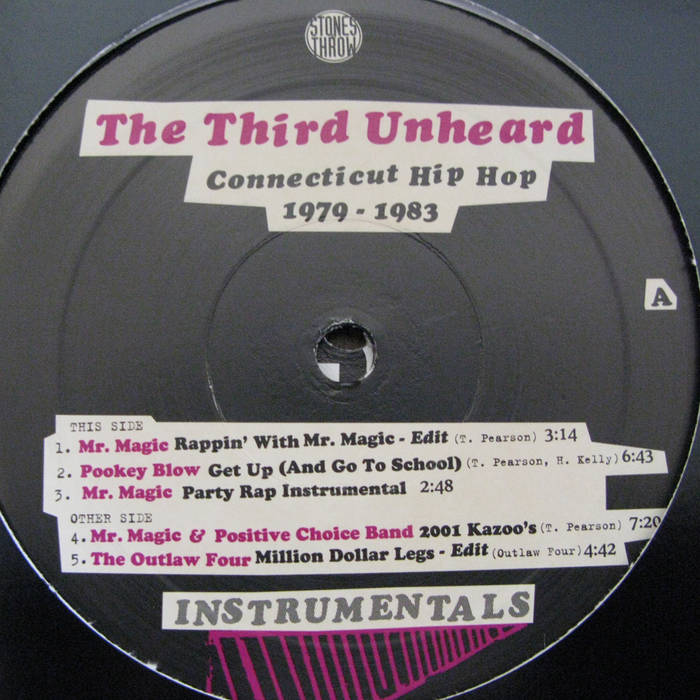 STONES
THROW
The Third Unheard
Connecticut Hip Hop
1979 - 1983
A
THIS SIDE
1. Mr. Magic Rappin' With Mr. Magic - Edit (T. Pearson) 3:14
2. Pookey Blow Get Up (And Go To School) (T. Pearson, H. Kelly) 6:43
3. Mr. Magic Party Rap Instrumental 2:48
OTHER SIDE
4. Mr. Magic & Positive Choice Band 2001 Kazoo's (T. Pearson) 7:20
5. The Outlaw Four Million Dollar Legs - Edit (Outlaw Four) 4:42
INSTRUMENTALS